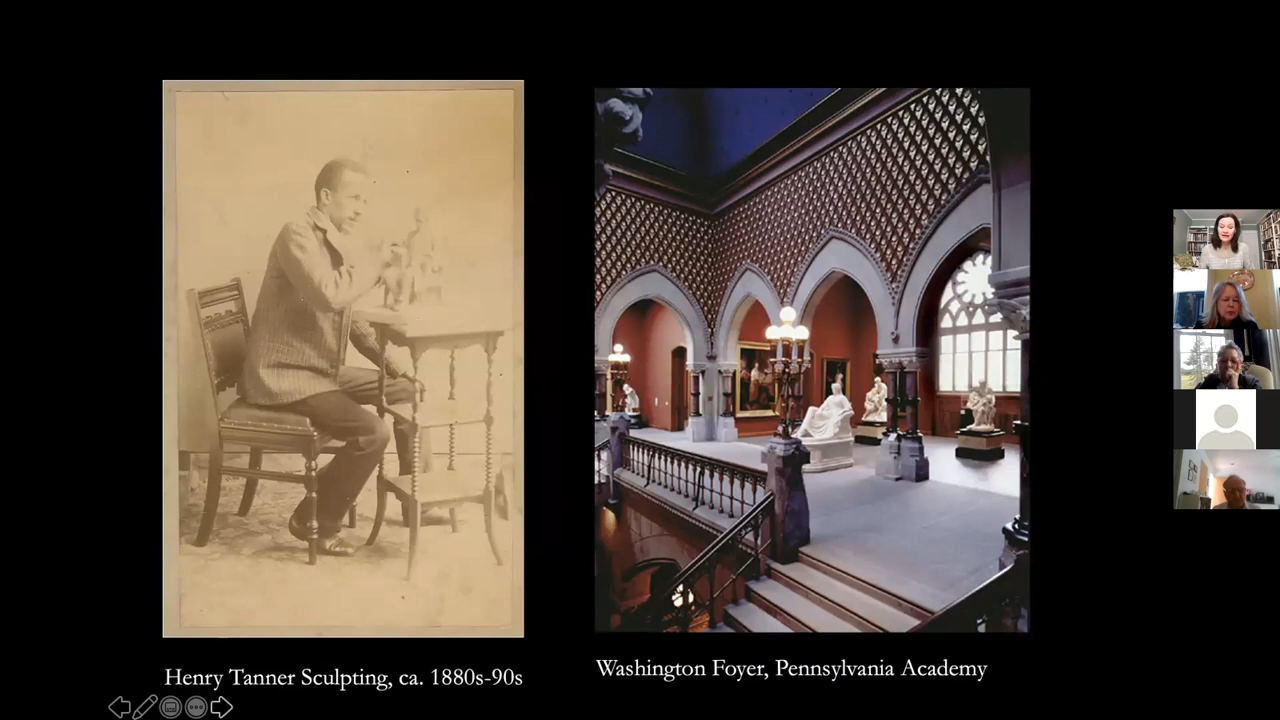 Henry Tanner Sculpting, ca. 1880s-90s
Washington Foyer, Pennsylvania Academy